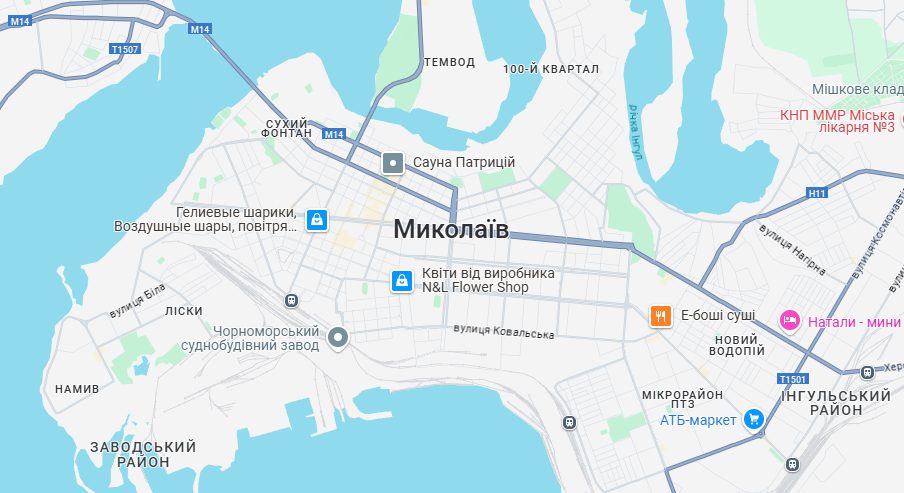 M14
M14
T1507
ТЕМВОД
100-Й КВАРТАЛ
Мішкове клад
КНП ММР Міська
лікарня №3
річка Інгул
СУХИЙ
ФОНТАН
M14
Сауна Патрицій
H11
Гелиевые шарики,
Воздушные шары, повітря...
Миколаїв
вулиця Космонавтів
вулиця Нагірна
Квіти від виробника
N&L Flower Shop
вулиця Біла
ЛІСКИ
Е-боші суші
Натали - мини
Чорноморський
суднобудівний завод
вулиця Ковальська
НОВИЙ
ВОДОПІЙ
Херс
T1501
НАМИВ
МІКРОРАЙОН
ПТЗ
ІНГУЛЬСЬКИЙ
РАЙОН
АТБ-маркет
ЗАВОДСЬКИЙ
РАЙОН